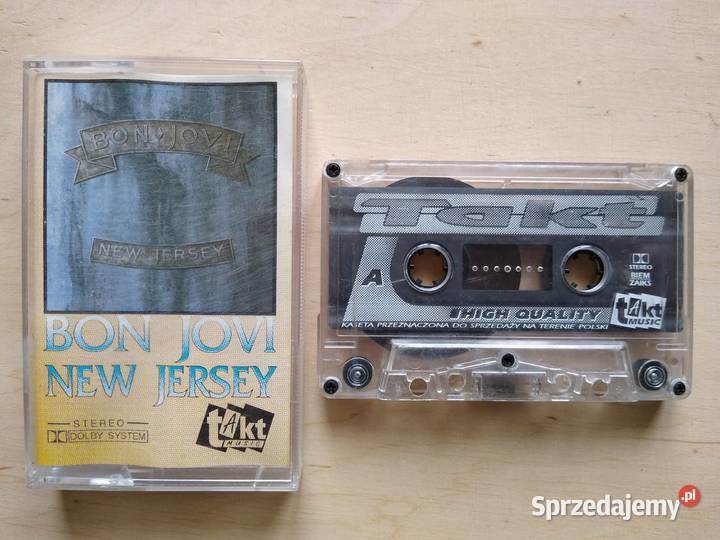 BON JOVI
NEW JERSEY
BON JOVI
NEW JERSEY
STEREO
DOLBY SYSTEM
tAkt
MUSIC
Takt
A
STEREO
BIEM
ZAIKS
HIGH QUALITY
tAkt
MUSIC
KASETA PRZEZNACZONA DO SPRZEDAŻY NA TERENIE POLSKI
Sprzedajemy.pl